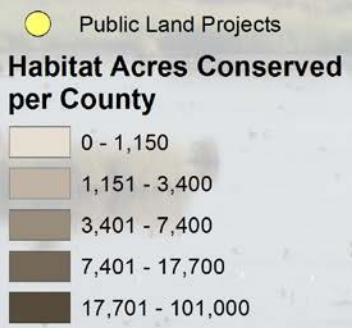 Public Land Projects
Habitat Acres Conserved
per County
0 - 1,150
1,151 - 3,400
3,401 - 7,400
7,401 - 17,700
17,701 - 101,000